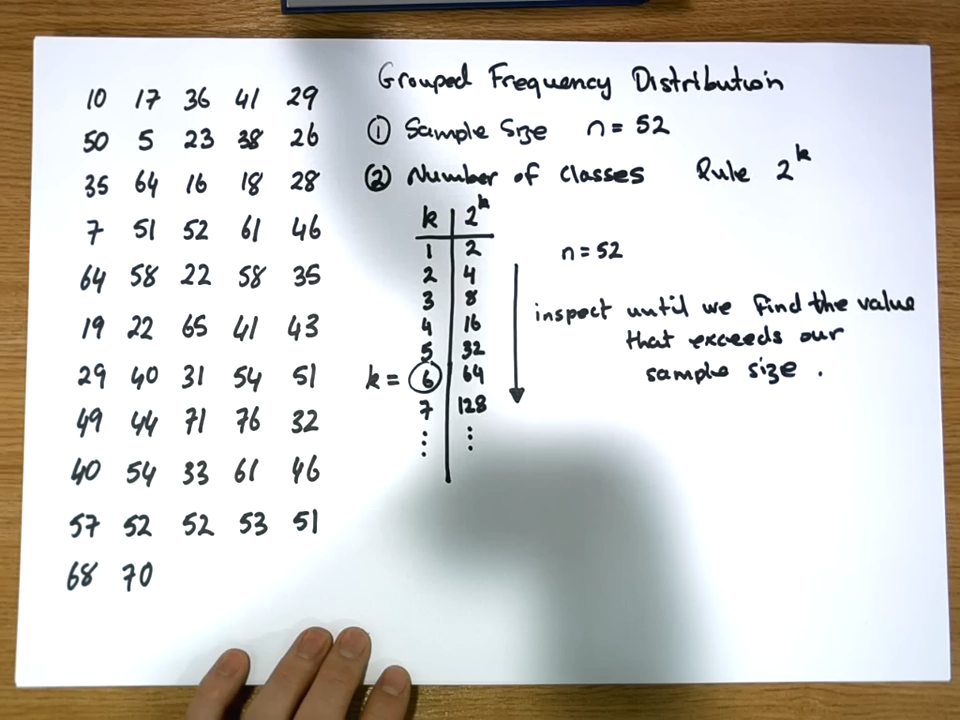 10 17 36 41 29
50 5 23 38 26
35 64 16 18 28
7 51 52 61 46
64 58 22 58 35
19 22 65 41 43
29 40 31 54 51
49 44 71 76 32
40 54 33 61 46
57 52 52 53 51
68 70
Grouped Frequency Distribution
① Sample Size n = 52
② Number of classes Rule 2^k
k 2^k
1 2
2 4
3 8
4 16
5 32
k = 6 64
7 128
⋮ ⋮
n = 52
inspect until we find the value
that exceeds our
sample size .